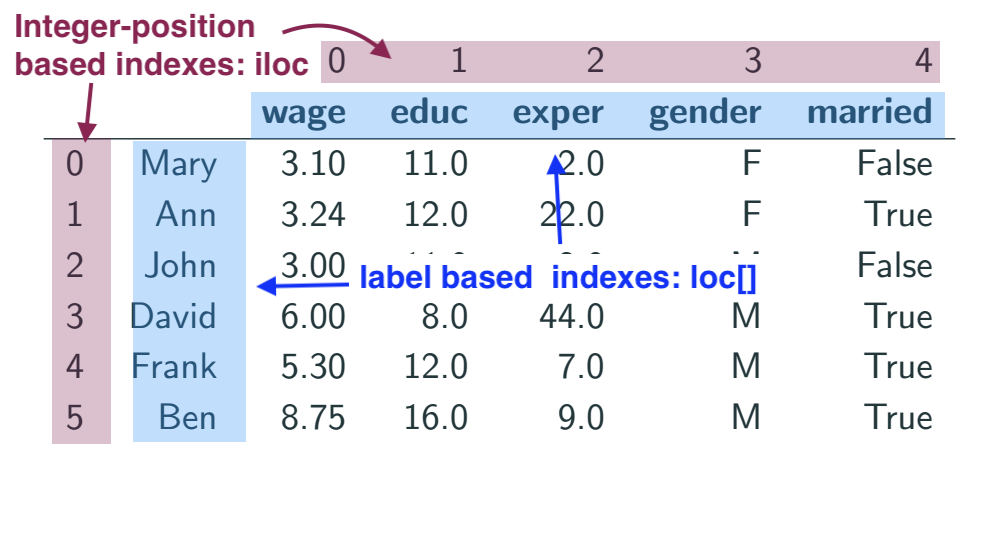 Integer-position
based indexes: iloc 0 1 2 3 4
wage educ exper gender married
0 Mary 3.10 11.0 2.0 F False
1 Ann 3.24 12.0 22.0 F True
2 John 3.00 False
label based indexes: loc[]
3 David 6.00 8.0 44.0 M True
4 Frank 5.30 12.0 7.0 M True
5 Ben 8.75 16.0 9.0 M True